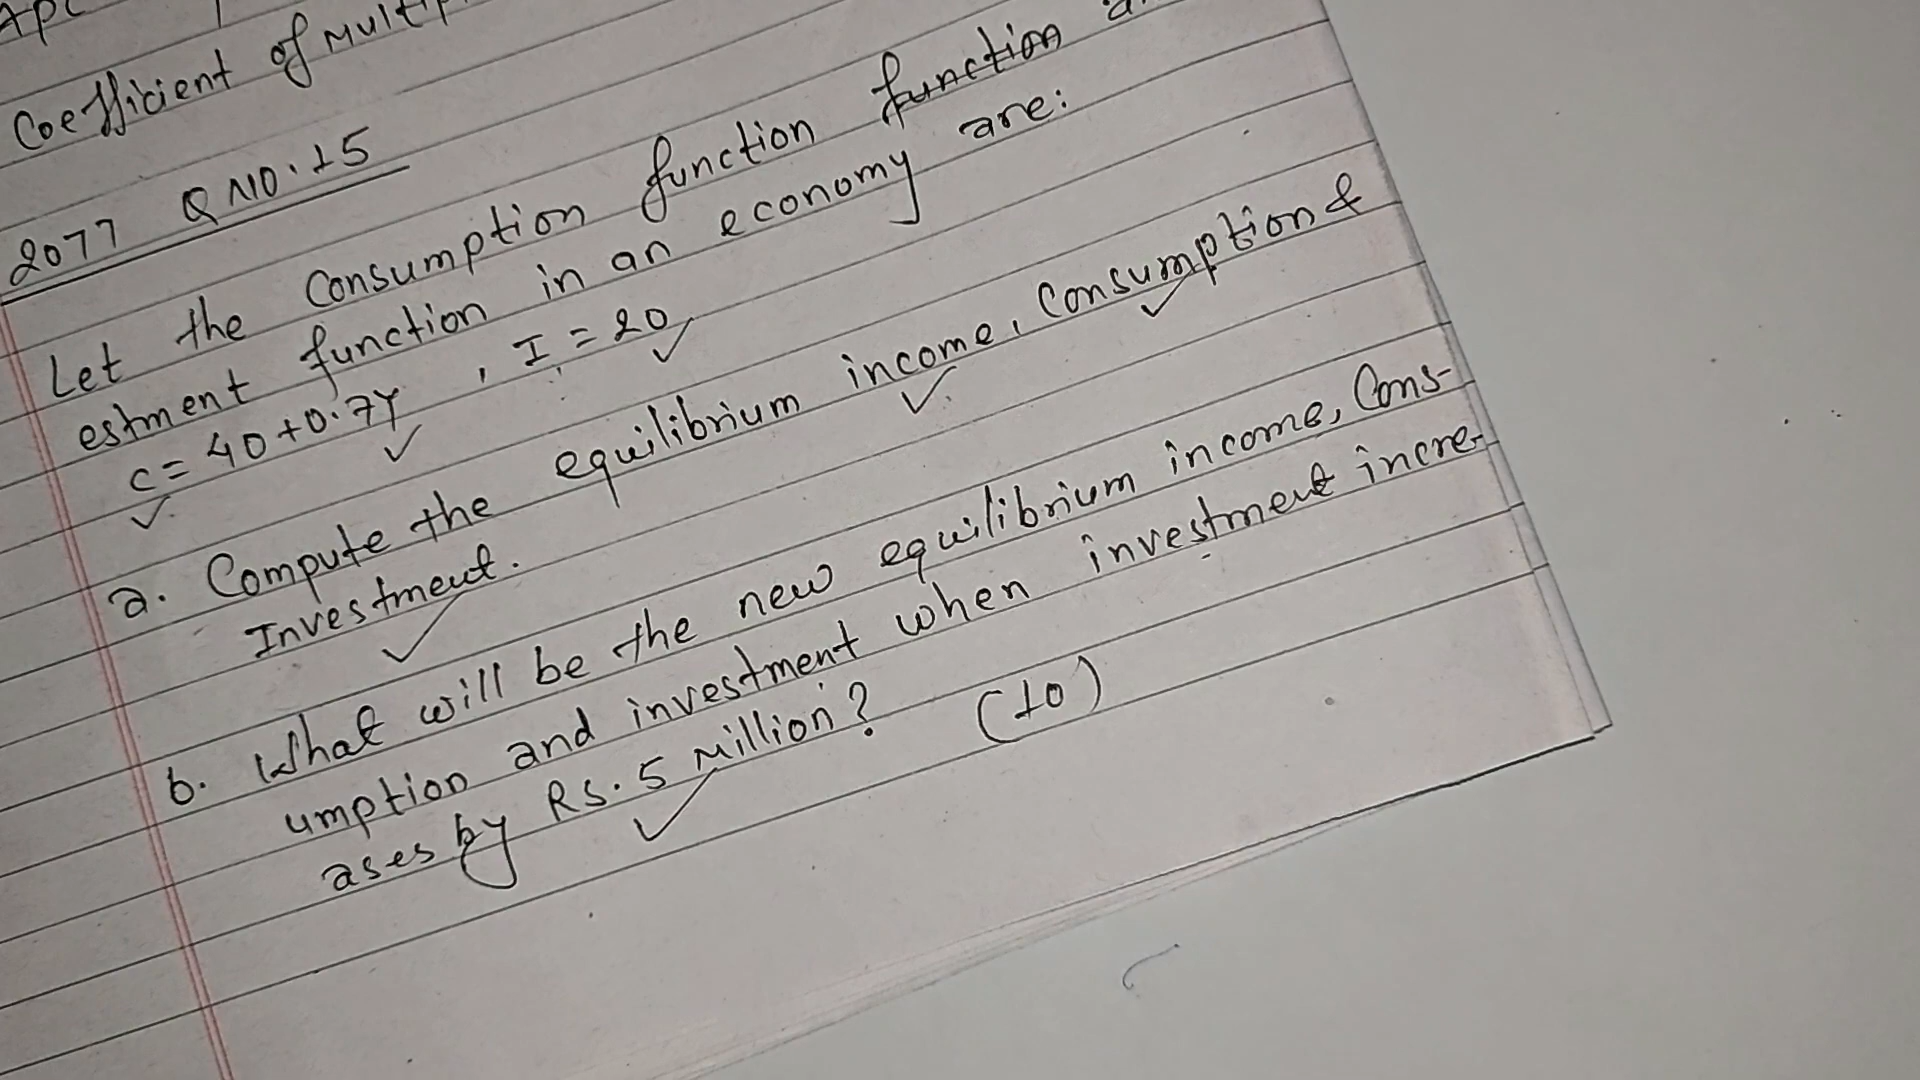 Coefficient of
2077 Q NO. 15
Let the Consumption function function
estment function in an economy are:
C = 40 + 0.7Y , I = 20
a. Compute the equilibrium income, Consumption &
Investment.
b. What will be the new equilibrium income, Cons-
umption and investment when investment incre-
ases by RS. 5 Million? (10)